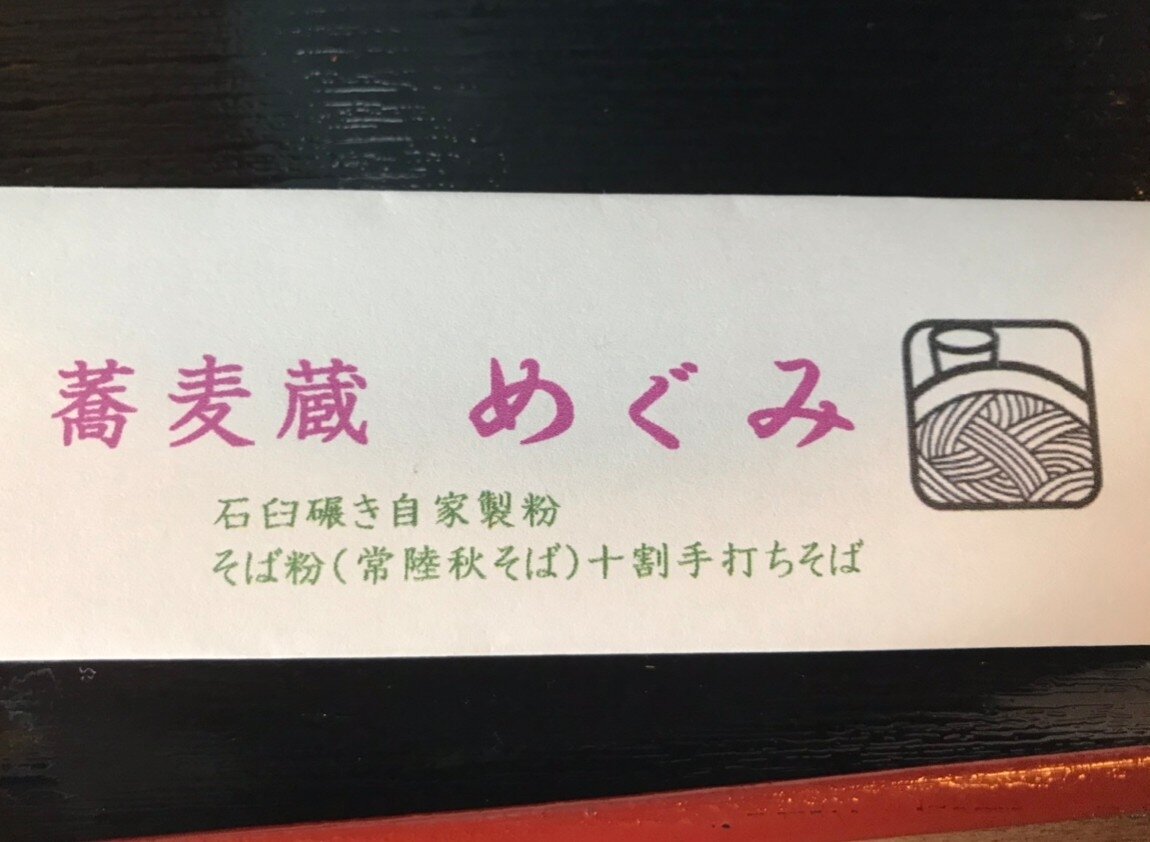 蕎麦蔵 めぐみ
石臼碾き自家製粉
そば粉(常陸秋そば)十割手打ちそば